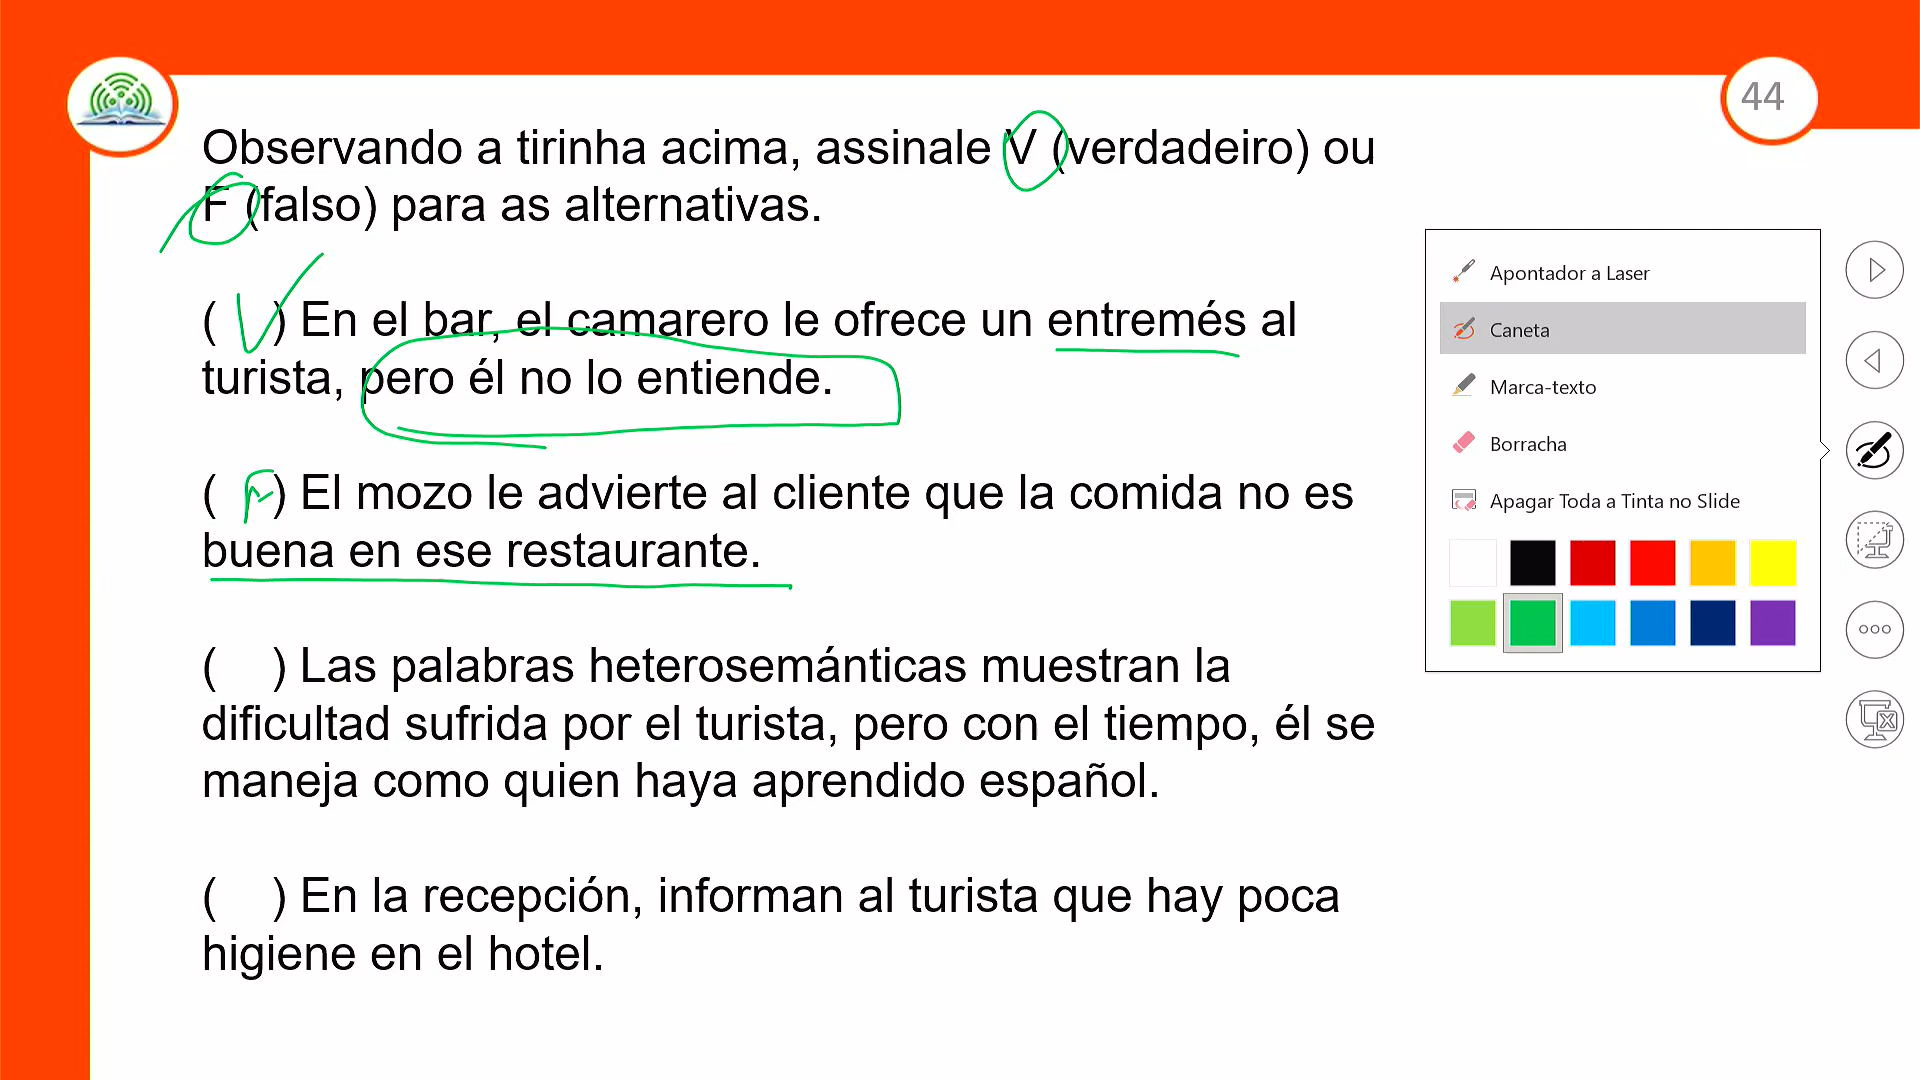 44
Observando a tirinha acima, assinale V (verdadeiro) ou
F (falso) para as alternativas.
( V ) En el bar, el camarero le ofrece un entremés al
turista, pero él no lo entiende.
( F ) El mozo le advierte al cliente que la comida no es
buena en ese restaurante.
( ) Las palabras heterosemánticas muestran la
dificultad sufrida por el turista, pero con el tiempo, él se
maneja como quien haya aprendido español.
( ) En la recepción, informan al turista que hay poca
higiene en el hotel.
Apontador a Laser
Caneta
Marca-texto
Borracha
Apagar Toda a Tinta no Slide